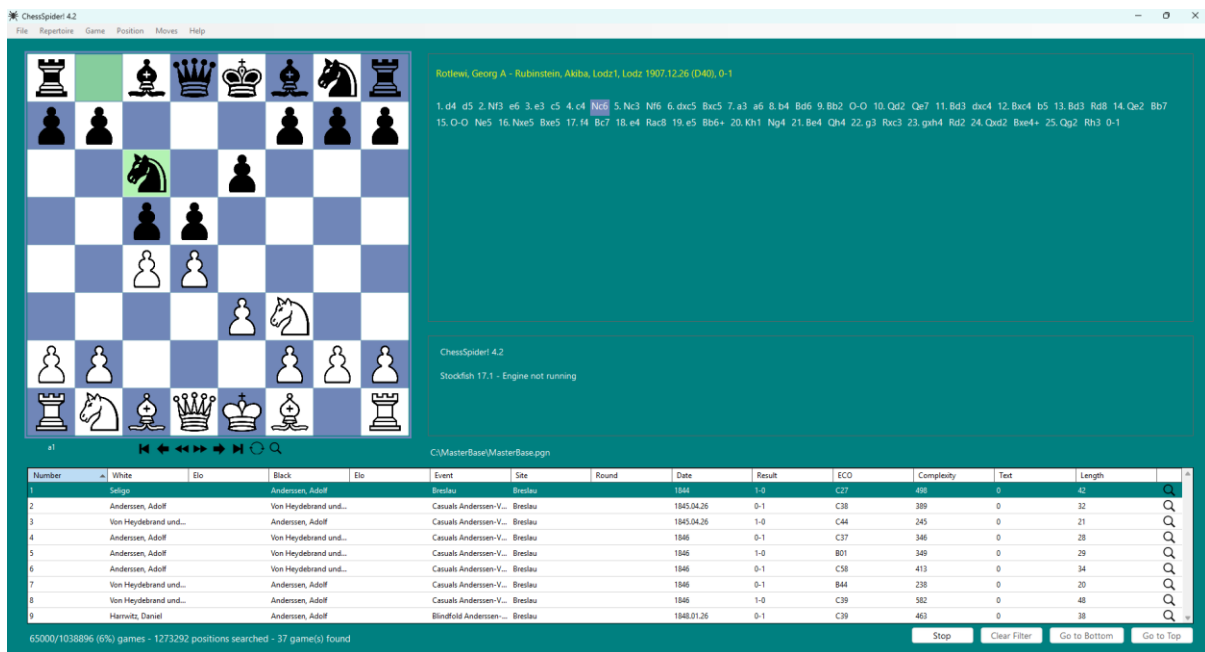 ChessSpider! 4.2
File Repertoire Game Position Moves Help
Rotlewi, Georg A - Rubinstein, Akiba, Lodz1, Lodz 1907.12.26 (D40), 0-1
1. d4 d5 2. Nf3 e6 3. e3 c5 4. c4 Nc6 5. Nc3 Nf6 6. dxc5 Bxc5 7. a3 a6 8. b4 Bd6 9. Bb2 O-O 10. Qd2 Qe7 11. Bd3 dxc4 12. Bxc4 b5 13. Bd3 Rd8 14. Qe2 Bb7
15. O-O Ne5 16. Nxe5 Bxe5 17. f4 Bc7 18. e4 Rac8 19. e5 Bb6+ 20. Kh1 Ng4 21. Be4 Qh4 22. g3 Rxc3 23. gxh4 Rd2 24. Qxd2 Bxe4+ 25. Qg2 Rh3 0-1
ChessSpider! 4.2
Stockfish 17.1 - Engine not running
a1
C:\MasterBase\MasterBase.pgn
Number White Elo Black Elo Event Site Round Date Result ECO Complexity Text Length
1 Seligo Anderssen, Adolf Breslau Breslau 1844 1-0 C27 498 0 42
2 Anderssen, Adolf Von Heydebrand und... Casuals Anderssen-V... Breslau 1845.04.26 0-1 C38 389 0 32
3 Von Heydebrand und... Anderssen, Adolf Casuals Anderssen-V... Breslau 1845.04.26 1-0 C44 245 0 21
4 Anderssen, Adolf Von Heydebrand und... Casuals Anderssen-V... Breslau 1846 0-1 C37 346 0 28
5 Anderssen, Adolf Von Heydebrand und... Casuals Anderssen-V... Breslau 1846 1-0 B01 349 0 29
6 Anderssen, Adolf Von Heydebrand und... Casuals Anderssen-V... Breslau 1846 0-1 C58 413 0 34
7 Von Heydebrand und... Anderssen, Adolf Casuals Anderssen-V... Breslau 1846 0-1 B44 238 0 20
8 Von Heydebrand und... Anderssen, Adolf Casuals Anderssen-V... Breslau 1846 1-0 C39 582 0 48
9 Harrwitz, Daniel Anderssen, Adolf Blindfold Anderssen-... Breslau 1848.01.26 0-1 C39 463 0 38
65000/1038896 (6%) games - 1273292 positions searched - 37 game(s) found
Stop Clear Filter Go to Bottom Go to Top